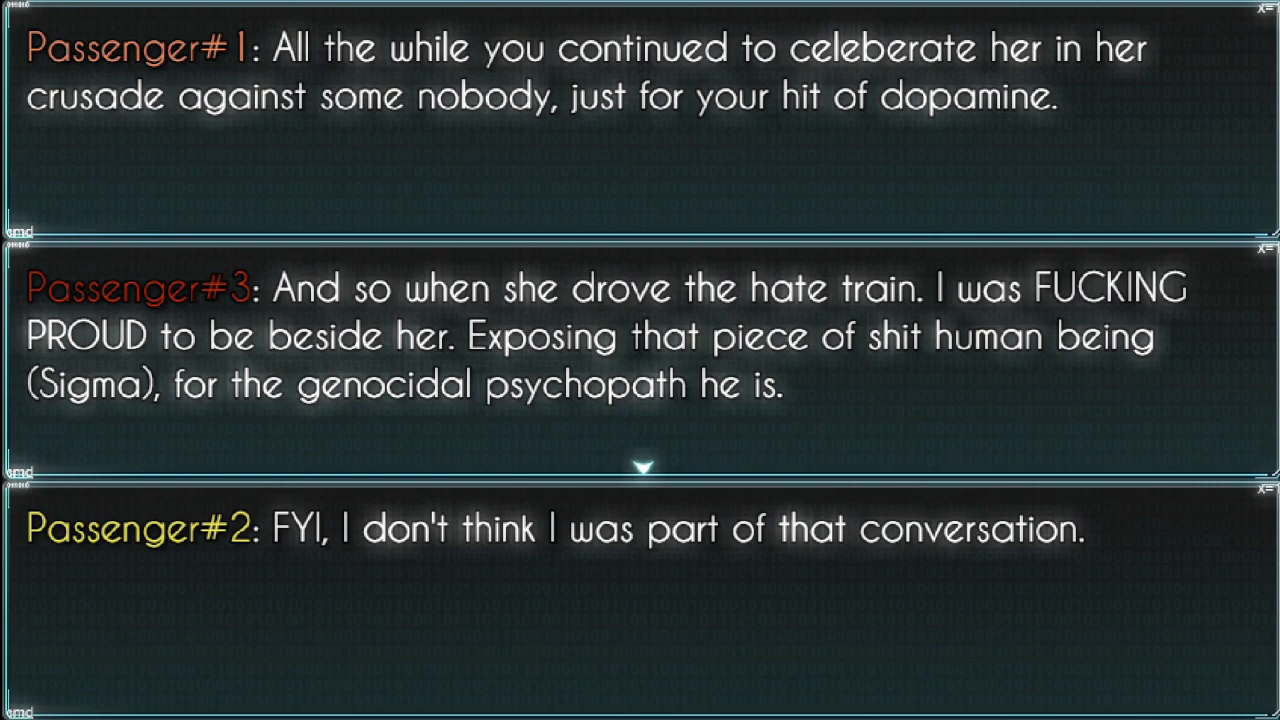 Passenger#1: All the while you continued to celeberate her in her
crusade against some nobody, just for your hit of dopamine.
cmd
Passenger#3: And so when she drove the hate train. I was FUCKING
PROUD to be beside her. Exposing that piece of shit human being
(Sigma), for the genocidal psychopath he is.
cmd
Passenger#2: FYI, I don't think I was part of that conversation.
cmd